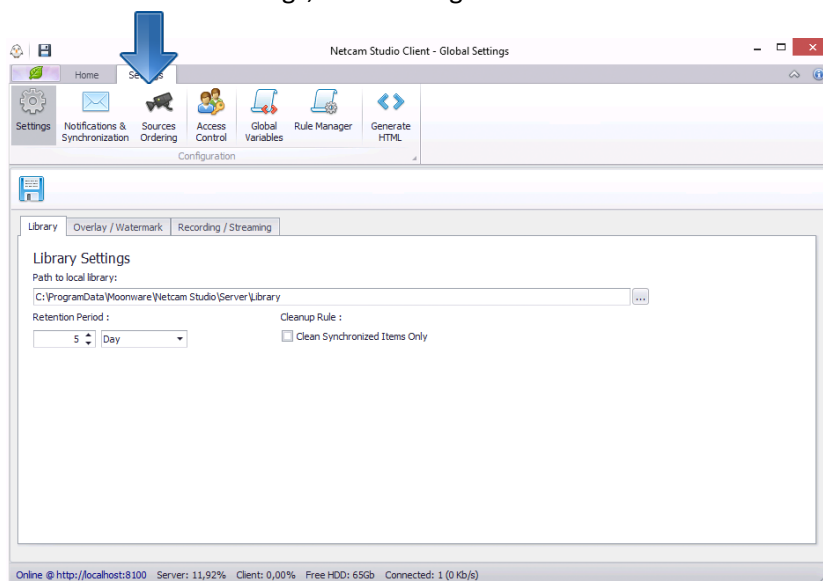 Netcam Studio Client - Global Settings
Home
Settings Notifications & Synchronization Sources Ordering Access Control Global Variables Rule Manager Generate HTML
Configuration
Library Overlay / Watermark Recording / Streaming
Library Settings
Path to local library:
C:\ProgramData\Moonware\Netcam Studio\Server\Library ...
Retention Period : Cleanup Rule :
5 Day Clean Synchronized Items Only
Online @ http://localhost:8100 Server: 11,92% Client: 0,00% Free HDD: 65Gb Connected: 1 (0 Kb/s)